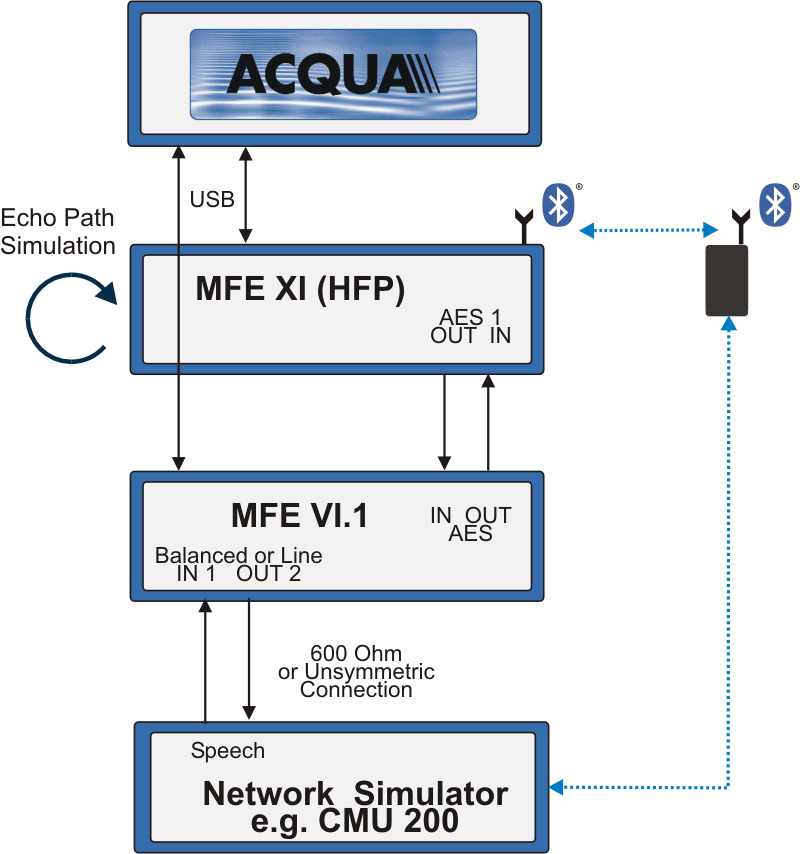 ACQUA
USB
®
®
Echo Path
Simulation
MFE XI (HFP)
AES 1
OUT IN
MFE VI.1
IN OUT
AES
Balanced or Line
IN 1 OUT 2
600 Ohm
or Unsymmetric
Connection
Speech
Network Simulator
e.g. CMU 200